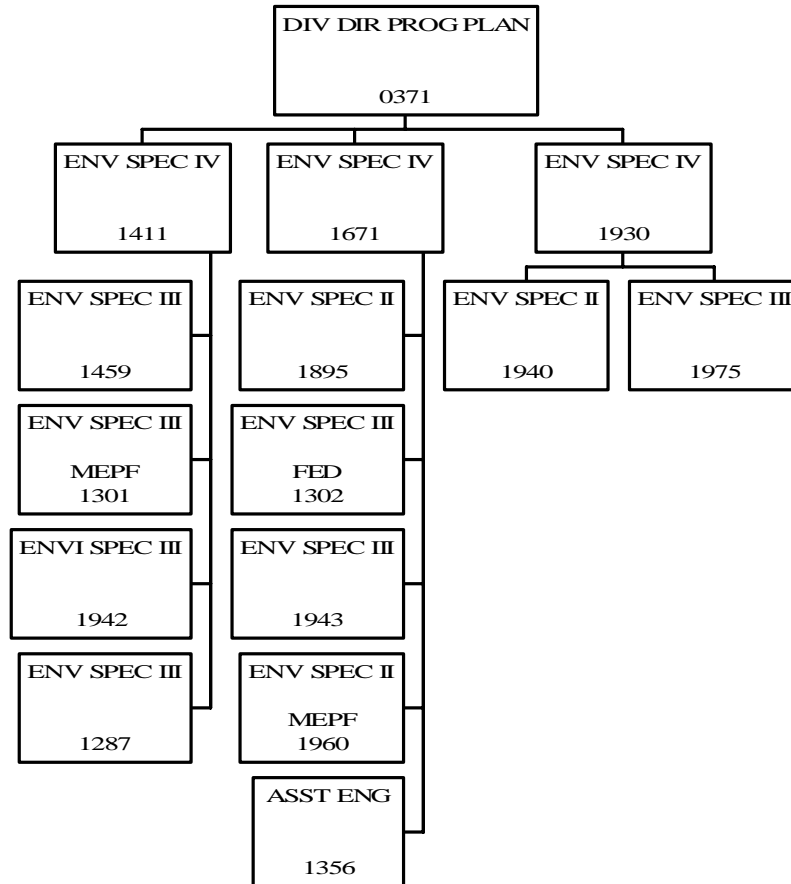 DIV DIR PROG PLAN
0371
ENV SPEC IV
1411
ENV SPEC IV
1671
ENV SPEC IV
1930
ENV SPEC III
1459
ENV SPEC II
1895
ENV SPEC II
1940
ENV SPEC III
1975
ENV SPEC III
MEPF
1301
ENV SPEC III
FED
1302
ENVI SPEC III
1942
ENV SPEC III
1943
ENV SPEC III
1287
ENV SPEC II
MEPF
1960
ASST ENG
1356